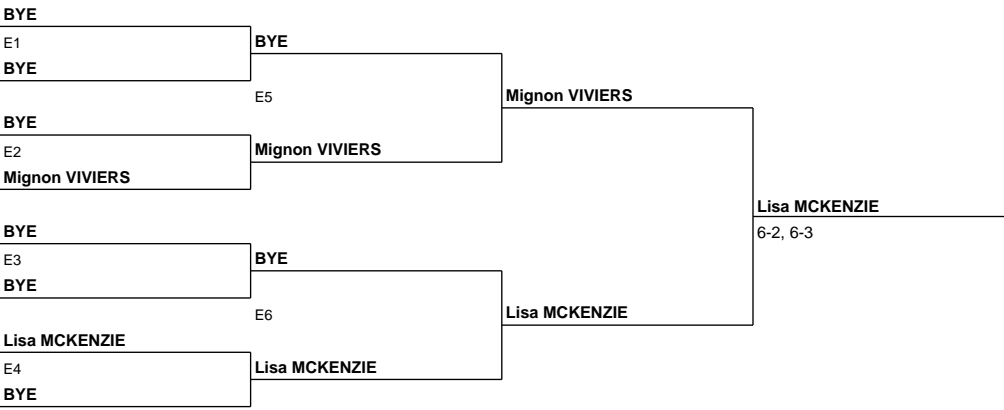 BYE
E1
BYE
BYE
E5
Mignon VIVIERS
BYE
E2
Mignon VIVIERS
Mignon VIVIERS
Lisa MCKENZIE
6-2, 6-3
BYE
E3
BYE
BYE
E6
Lisa MCKENZIE
Lisa MCKENZIE
E4
Lisa MCKENZIE
BYE